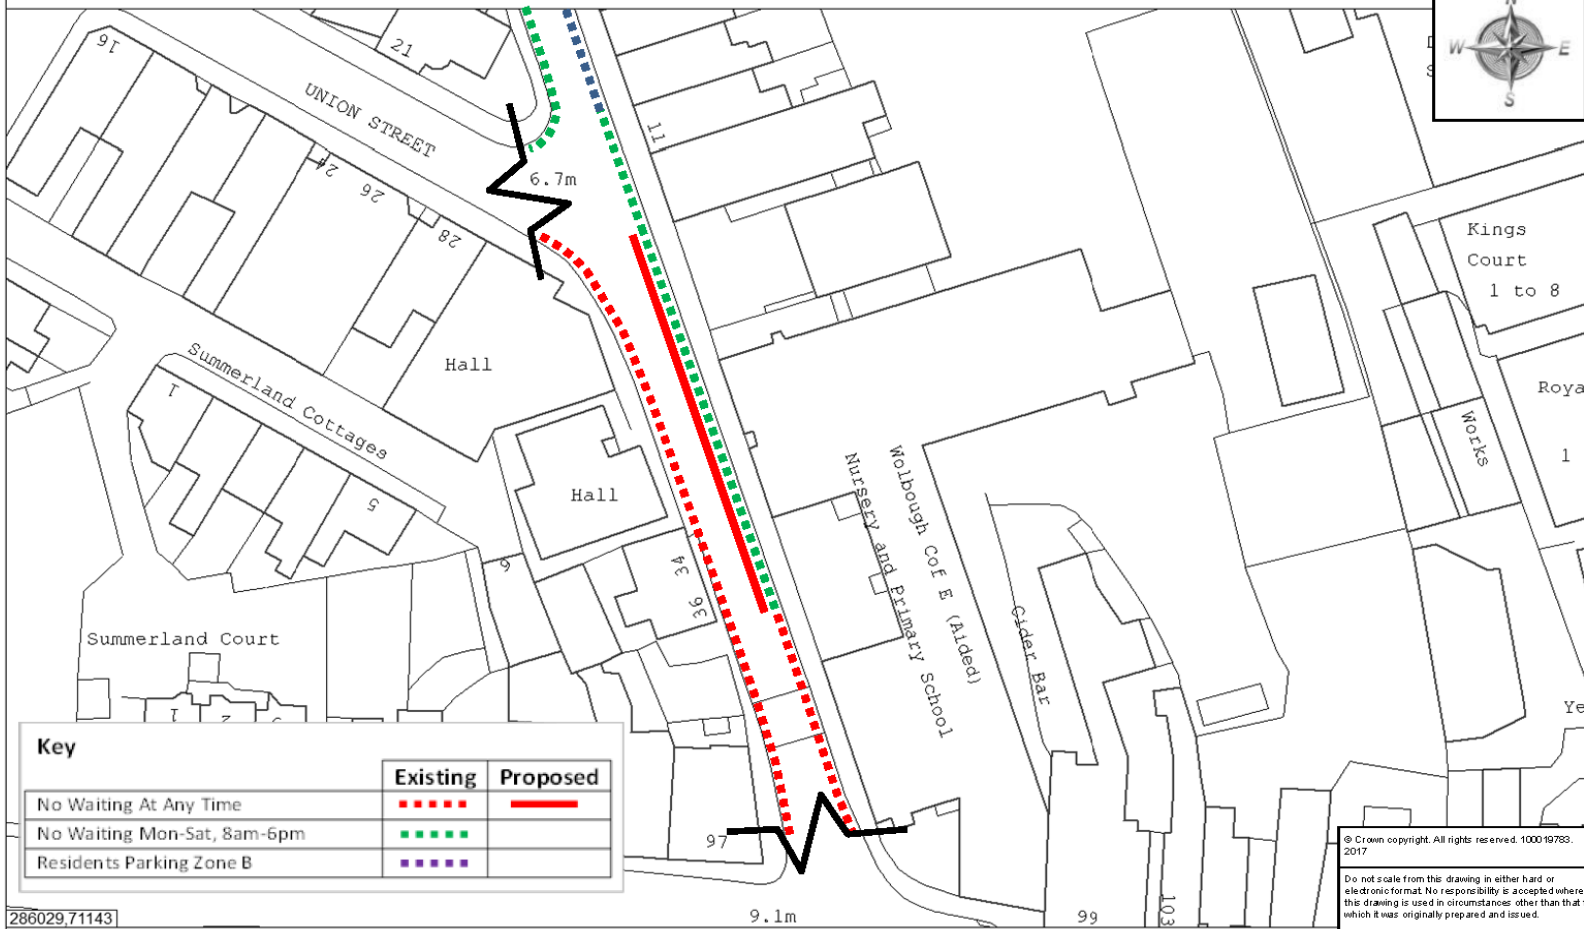 N
W E
S
16
21
UNION STREET
24
26
28
6.7m
11
Kings
Court
1 to 8
Hall
Summerland Cottages
1
5
Hall
Works
1
Wolbough Cof E (Aided)
Nursery and Primary School
34
36
6
Cider Bar
Summerland Court
1 2
Key
Existing Proposed
No Waiting At Any Time
No Waiting Mon-Sat, 8am-6pm
Residents Parking Zone B
97
286029,71143
9.1m
99
103
© Crown copyright. All rights reserved. 100019783.
2017
Do not scale from this drawing in either hard or
electronic format. No responsibility is accepted where
this drawing is used in circumstances other than that
which it was originally prepared and issued.